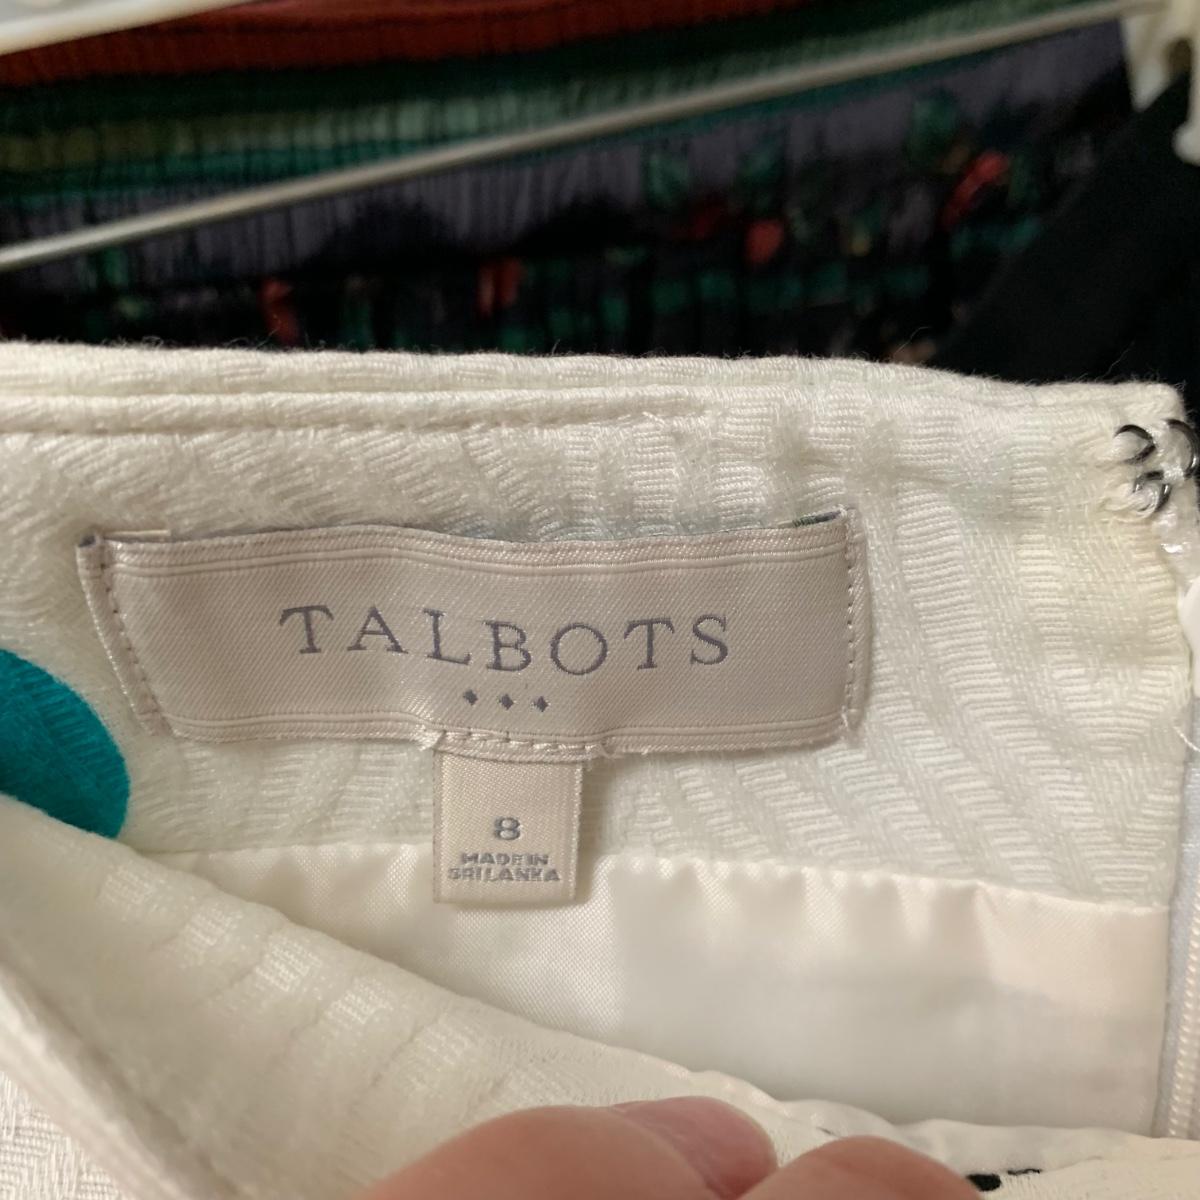 TALBOTS
8
MADE IN
SRI LANKA